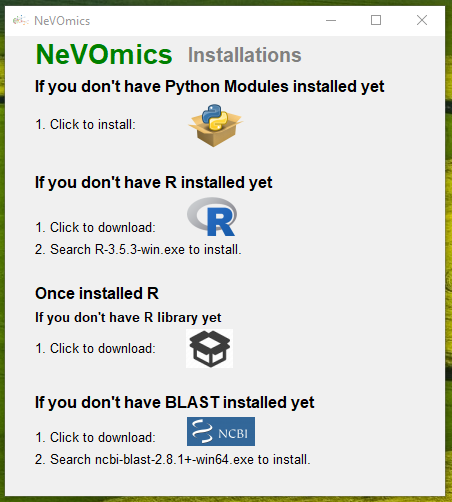 NeVOmics
NeVOmics Installations
If you don't have Python Modules installed yet
1. Click to install:
If you don't have R installed yet
R
1. Click to download:
2. Search R-3.5.3-win.exe to install.
Once installed R
If you don't have R library yet
1. Click to download:
If you don't have BLAST installed yet
NCBI
1. Click to download:
2. Search ncbi-blast-2.8.1+-win64.exe to install.